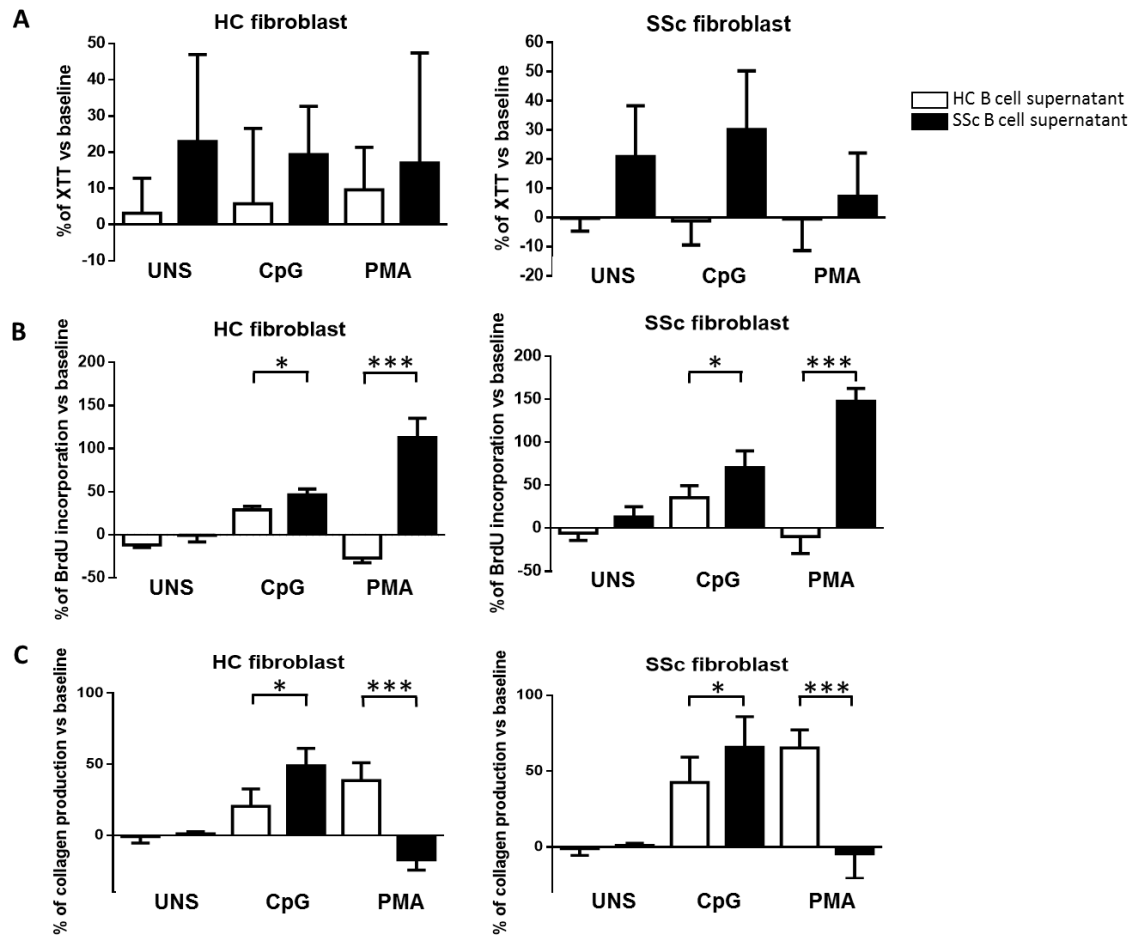 A
HC fibroblast
% of XTT vs baseline
50
40
30
20
10
0
-10
UNS CpG PMA
SSc fibroblast
60
50
40
30
20
10
0
-10
-20
UNS CpG PMA
HC B cell supernatant
SSc B cell supernatant
B
HC fibroblast
% of BrdU incorporation vs baseline
200
150
100
50
0
-50
* ***
UNS CpG PMA
SSc fibroblast
% of BrdU incorporation vs baseline
200
150
100
50
0
-50
* ***
UNS CpG PMA
C
HC fibroblast
% of collagen production vs baseline
100
50
0
* ***
UNS CpG PMA
SSc fibroblast
% of collagen production vs baseline
100
50
0
* ***
UNS CpG PMA